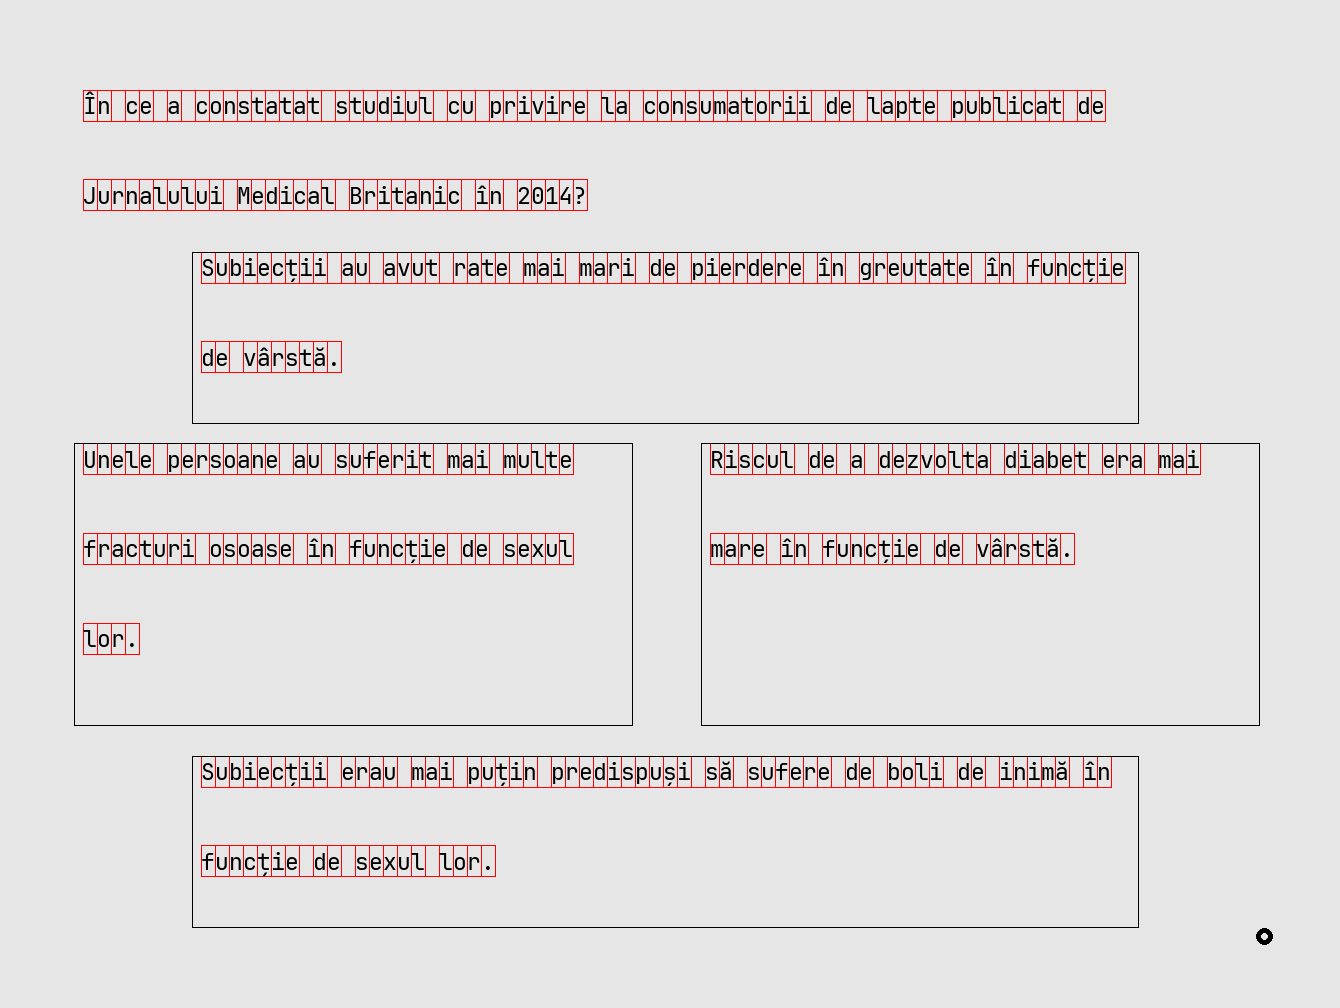 În ce a constatat studiul cu privire la consumatorii de lapte publicat de
Jurnalului Medical Britanic în 2014?
Subiecții au avut rate mai mari de pierdere în greutate în funcție
de vârstă.
Unele persoane au suferit mai multe
fracturi osoase în funcție de sexul
lor.
Riscul de a dezvolta diabet era mai
mare în funcție de vârstă.
Subiecții erau mai puțin predispuși să sufere de boli de inimă în
funcție de sexul lor.